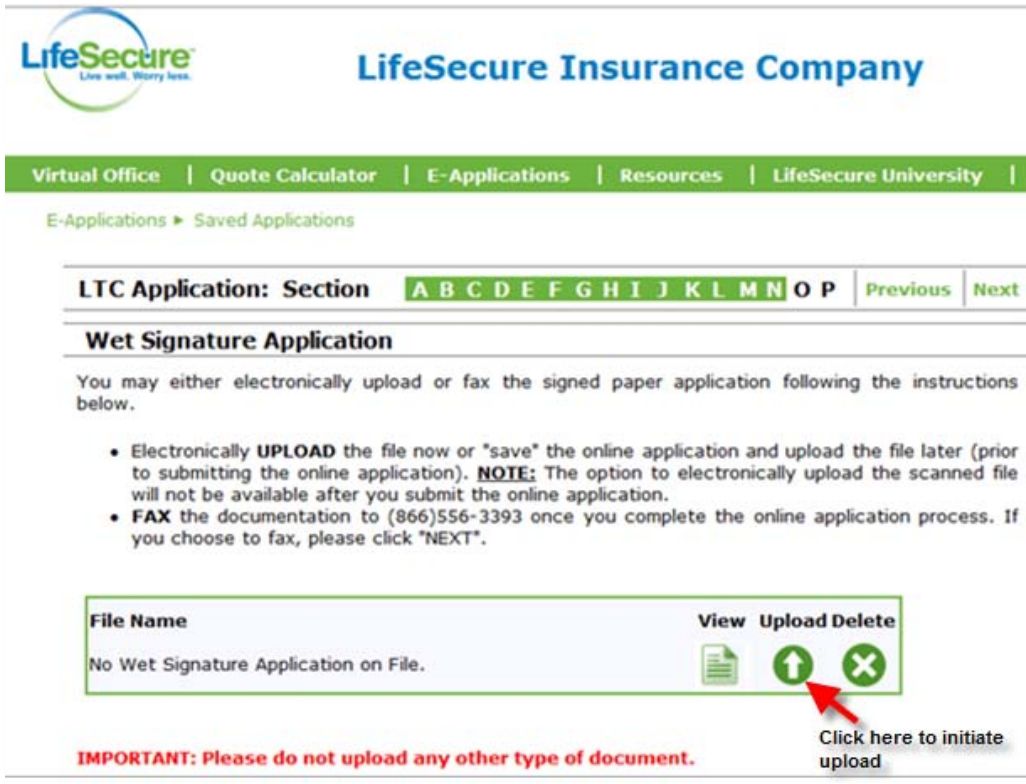 LifeSecure
Live well. Worry less.
LifeSecure Insurance Company
Virtual Office | Quote Calculator | E-Applications | Resources | LifeSecure University |
E-Applications ► Saved Applications
LTC Application: Section A B C D E F G H I J K L M N O P Previous Next
Wet Signature Application
You may either electronically upload or fax the signed paper application following the instructions
below.
• Electronically UPLOAD the file now or "save" the online application and upload the file later (prior
to submitting the online application). NOTE: The option to electronically upload the scanned file
will not be available after you submit the online application.
• FAX the documentation to (866)556-3393 once you complete the online application process. If
you choose to fax, please click "NEXT".
File Name View Upload Delete
No Wet Signature Application on File.
Click here to initiate
upload
IMPORTANT: Please do not upload any other type of document.